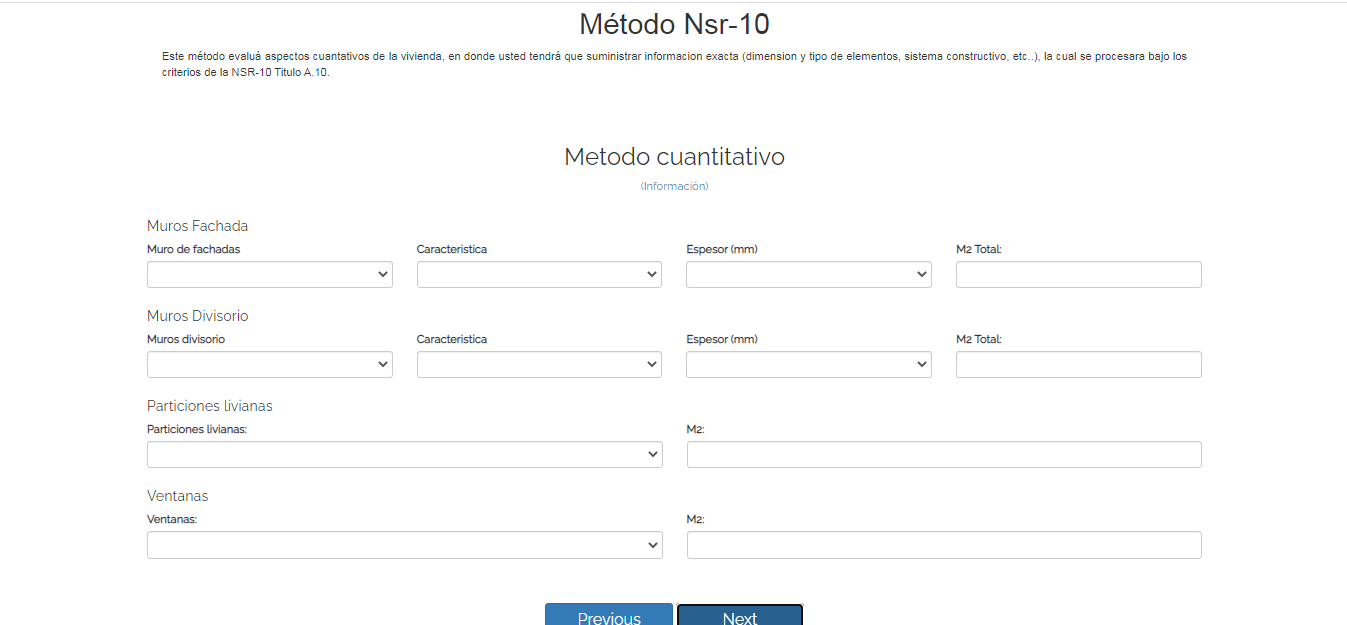 Método Nsr-10
Este método evaluá aspectos cuantativos de la vivienda, en donde usted tendrá que suministrar informacion exacta (dimension y tipo de elementos, sistema constructivo, etc..), la cual se procesara bajo los
criterios de la NSR-10 Titulo A.10.
Metodo cuantitativo
(Información)
Muros Fachada
Muro de fachadas Caracteristica Espesor (mm) M2 Total:
Muros Divisorio
Muros divisorio Caracteristica Espesor (mm) M2 Total:
Particiones livianas
Particiones livianas: M2:
Ventanas
Ventanas: M2:
Previous Next